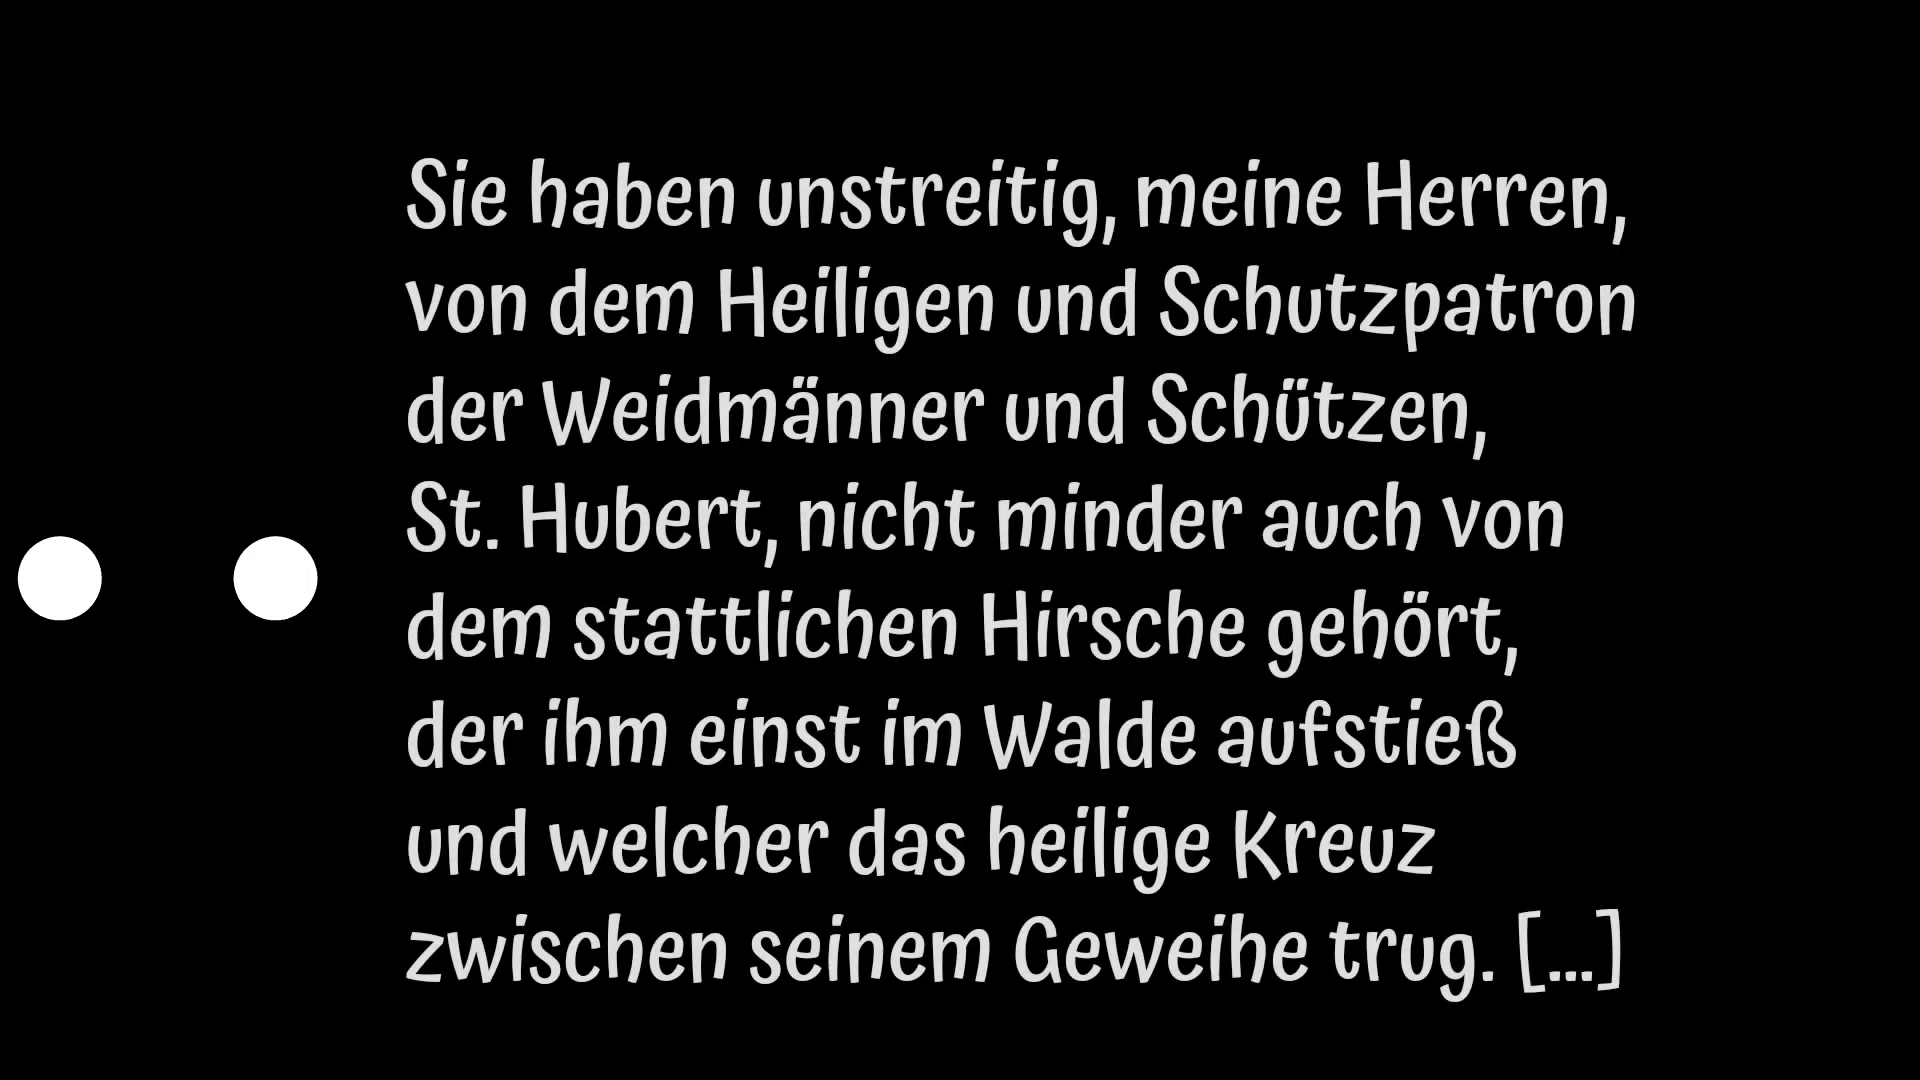 Sie haben unstreitig, meine Herren,
von dem Heiligen und Schutzpatron
der Weidmänner und Schützen,
St. Hubert, nicht minder auch von
dem stattlichen Hirsche gehört,
der ihm einst im Walde aufstieß
und welcher das heilige Kreuz
zwischen seinem Geweihe trug. [...]